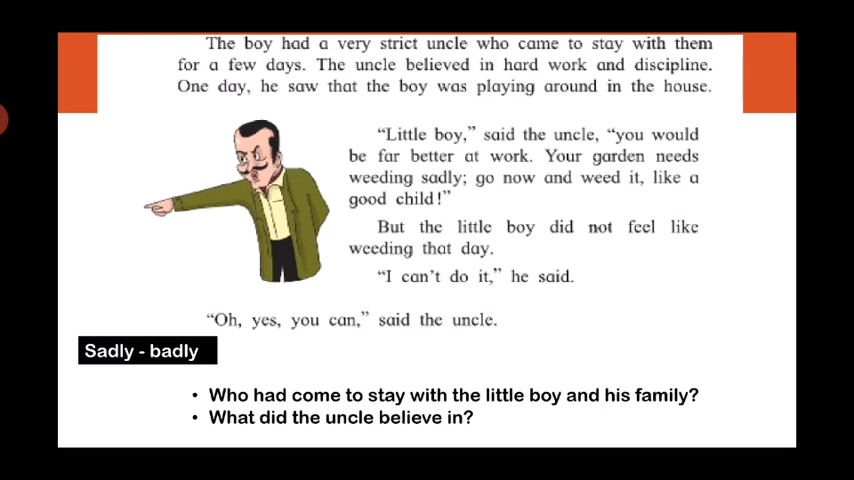 The boy had a very strict uncle who came to stay with them
for a few days. The uncle believed in hard work and discipline.
One day, he saw that the boy was playing around in the house.
“Little boy,” said the uncle, “you would
be far better at work. Your garden needs
weeding sadly; go now and weed it, like a
good child!”
But the little boy did not feel like
weeding that day.
“I can’t do it,” he said.
“Oh, yes, you can,” said the uncle.
Sadly - badly
• Who had come to stay with the little boy and his family?
• What did the uncle believe in?